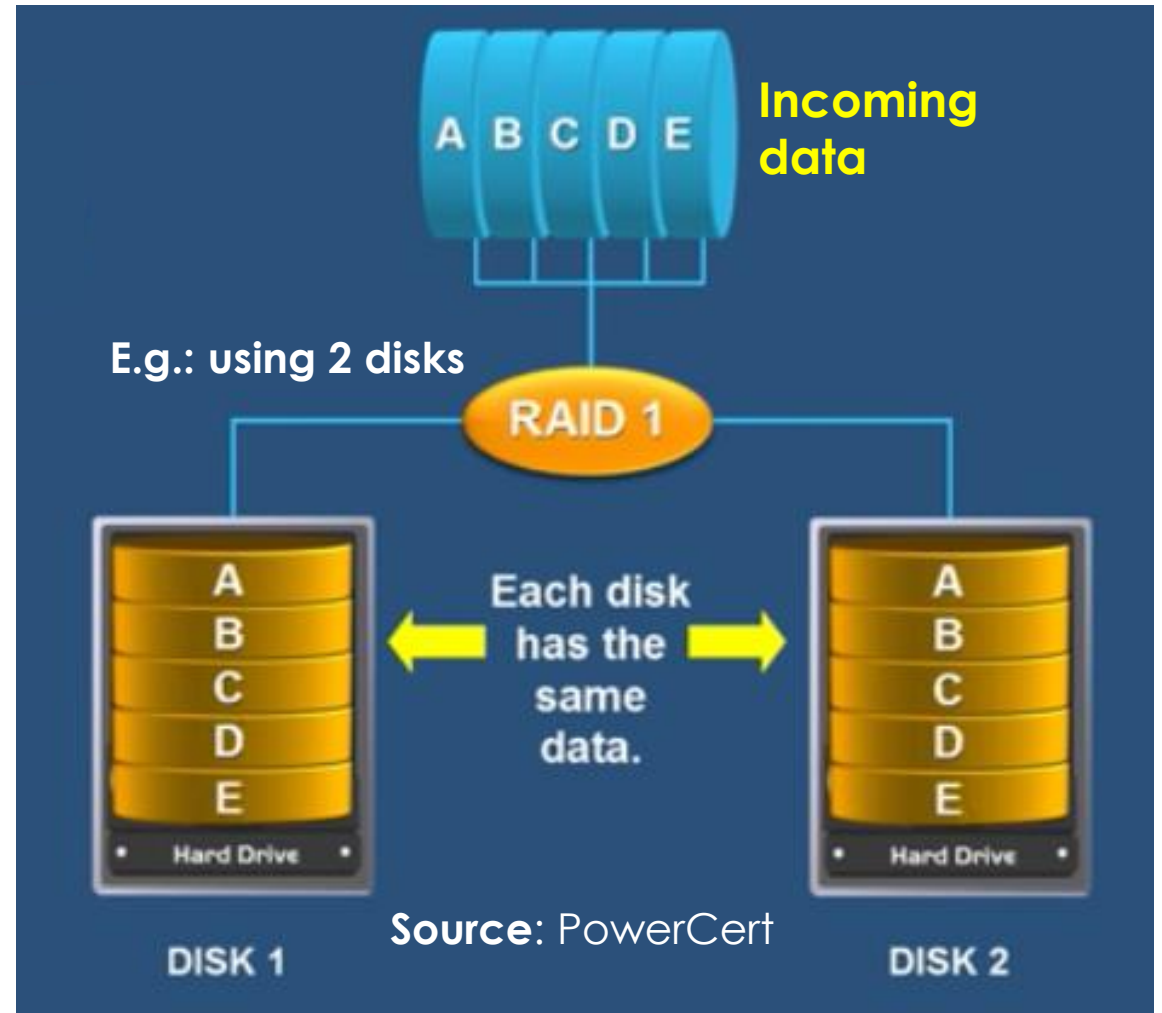 A B C D E
Incoming
data
E.g.: using 2 disks
RAID 1
A
B
C
D
E
Hard Drive
Each disk
has the
same
data.
A
B
C
D
E
Hard Drive
Source: PowerCert
DISK 1
DISK 2